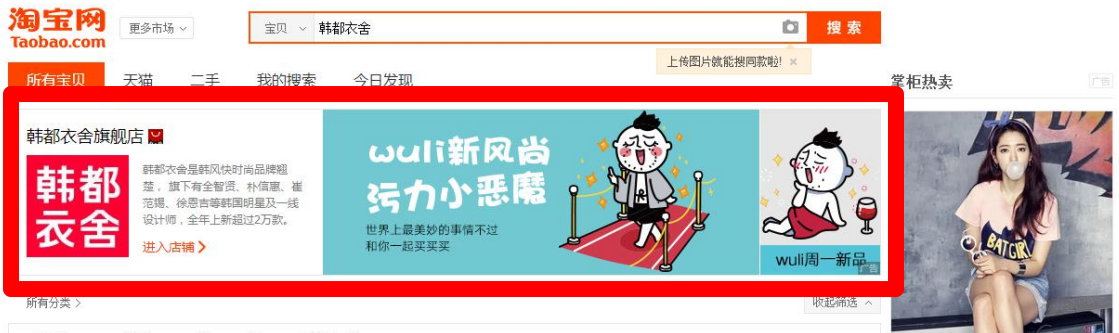 淘宝网
Taobao.com
更多市场
宝贝
韩都衣舍
搜索
上传图片就能搜同款啦! ×
所有宝贝
天猫
二手
我的搜索
今日发现
掌柜热卖
广告
韩都衣舍旗舰店
韩都
衣舍
韩都衣舍是韩风快时尚品牌翘
楚，旗下有全智贤、朴信惠、崔
范锡、徐恩吉等韩国明星及一线
设计师，全年上新超过2万款。
进入店铺 >
wuli新风尚
污力小恶魔
世界上最美妙的事情不过
和你一起买买买
wuli周一新品
广告
所有分类 >
收起筛选
BATGIRL